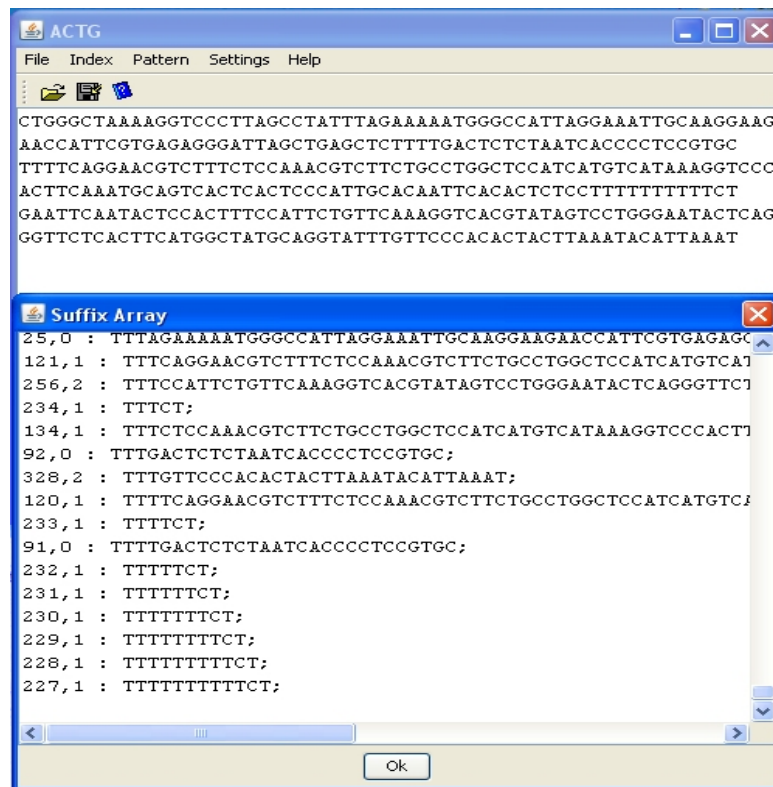 ACTG
File Index Pattern Settings Help
CTGGGCTAAAAGGTCCCTTAGCCTATTTAGAAAAATGGGCCATTAGGAAATTGCAAGGAAG
AACCATTCGTGAGAGGGATTAGCTGAGCTCTTTTGACTCTCTAATCACCCCTCCGTGC
TTTTCAGGAACGTCTTTCTCCAAACGTCTTCTGCCTGGCTCCATCATGTCATAAAGGTCCC
ACTTCAAATGCAGTCACTCACTCCCATTGCACAATTCACACTCTCCTTTTTTTTTTCT
GAATTCAATACTCCACTTTCCATTCTGTTCAAAGGTCACGTATAGTCCTGGGAATACTCAG
GGTTCTCACTTCATGGCTATGCAGGTATTTGTTCCCACACTACTTAAATACATTAAAT
Suffix Array
25,0 : TTTAGAAAAATGGGCCATTAGGAAATTGCAAGGAAGAACCATTCGTGAGAGG
121,1 : TTTCAGGAACGTCTTTCTCCAAACGTCTTCTGCCTGGCTCCATCATGTCAT
256,2 : TTTCCATTCTGTTCAAAGGTCACGTATAGTCCTGGGAATACTCAGGGTTCT
234,1 : TTTCT;
134,1 : TTTCTCCAAACGTCTTCTGCCTGGCTCCATCATGTCATAAAGGTCCCACTT
92,0 : TTTGACTCTCTAATCACCCCTCCGTGC;
328,2 : TTTGTTCCCACACTACTTAAATACATTAAAT;
120,1 : TTTTCAGGAACGTCTTTCTCCAAACGTCTTCTGCCTGGCTCCATCATGTCA
233,1 : TTTTCT;
91,0 : TTTTGACTCTCTAATCACCCCTCCGTGC;
232,1 : TTTTTCT;
231,1 : TTTTTTCT;
230,1 : TTTTTTTCT;
229,1 : TTTTTTTTCT;
228,1 : TTTTTTTTTCT;
227,1 : TTTTTTTTTTCT;
Ok